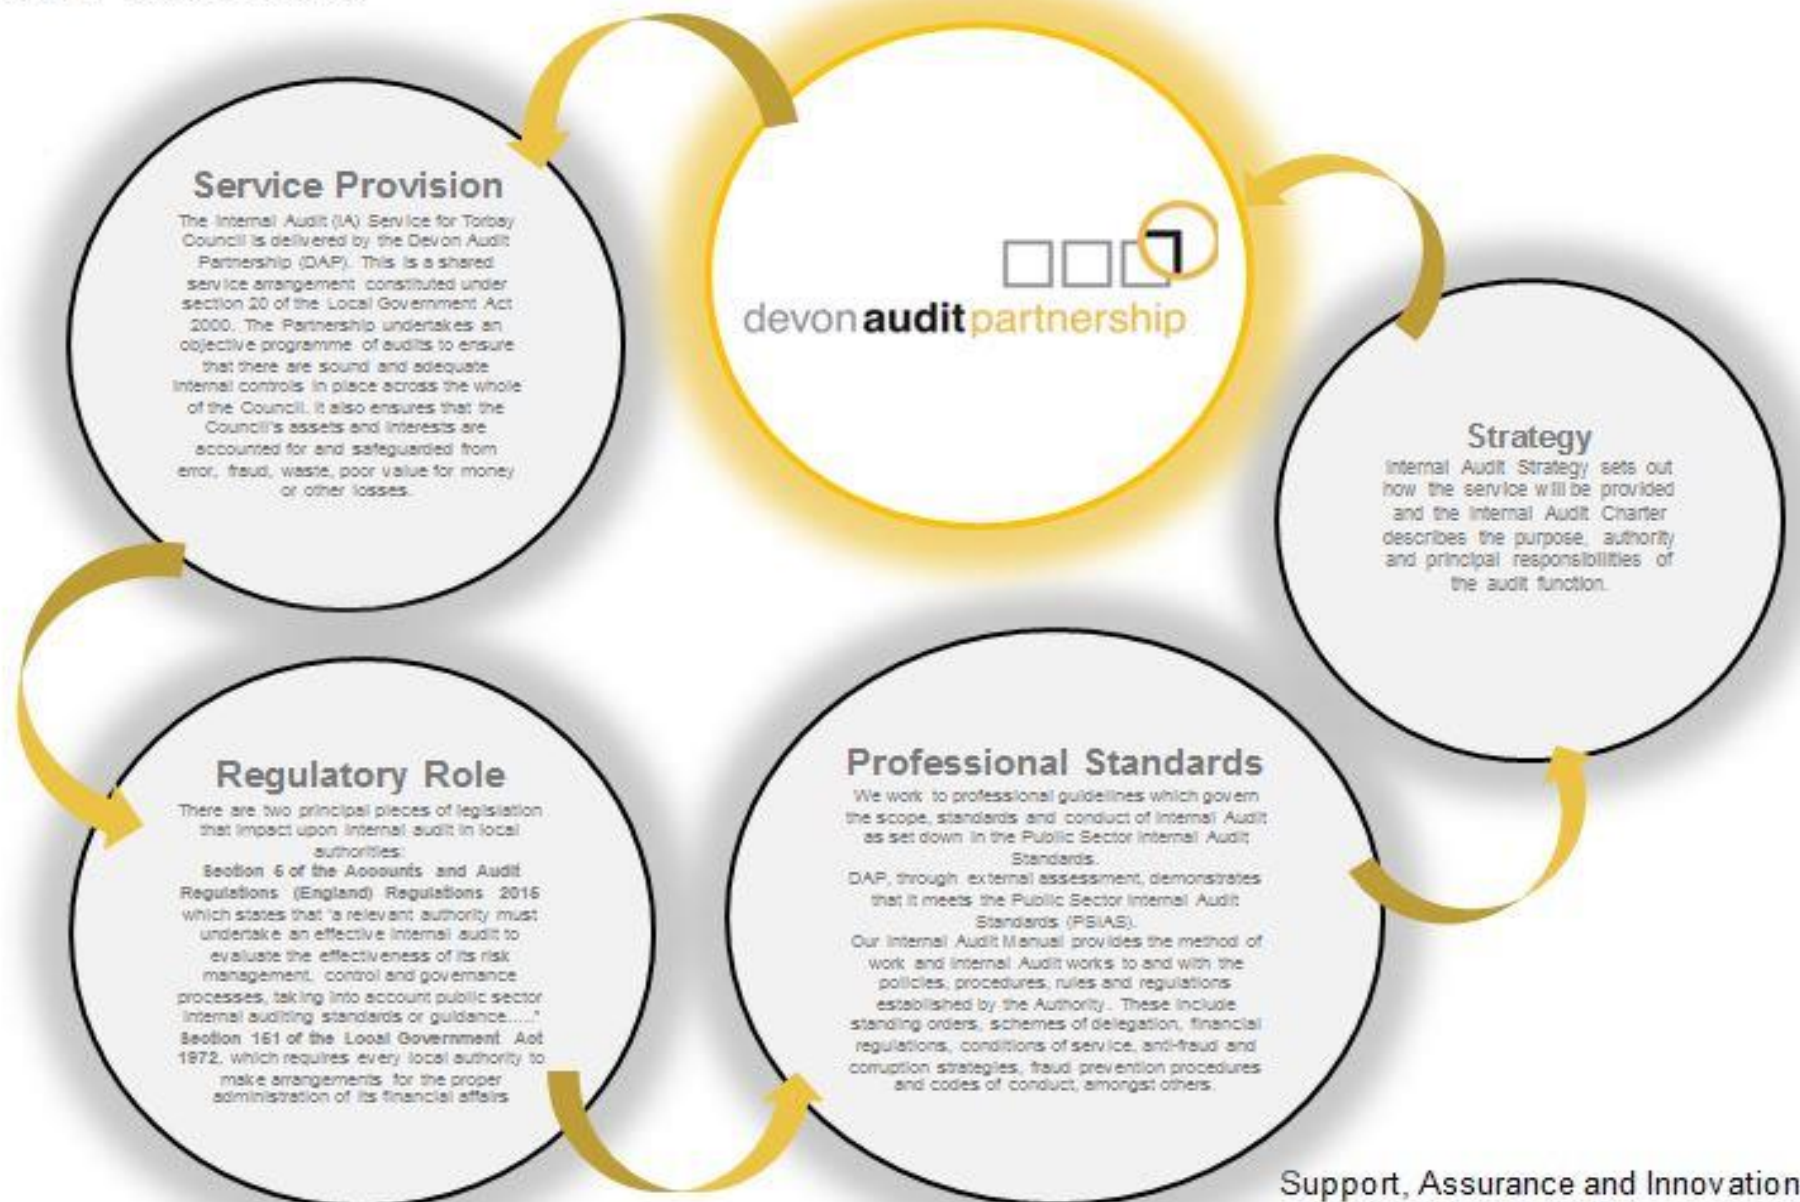 devonauditpartnership
Service Provision
The Internal Audit (IA) Service for Torbay
Council is delivered by the Devon Audit
Partnership (DAP). This is a shared
service arrangement constituted under
section 20 of the Local Government Act
2000. The Partnership undertakes an
objective programme of audits to ensure
that there are sound and adequate
internal controls in place across the whole
of the Council. It also ensures that the
Council's assets and interests are
accounted for and safeguarded from
error, fraud, waste, poor value for money
or other losses.
Regulatory Role
There are two principal pieces of legislation
that impact upon internal audit in local
authorities:
Section 5 of the Accounts and Audit
Regulations (England) Regulations 2015
which states that 'a relevant authority must
undertake an effective internal audit to
evaluate the effectiveness of its risk
management, control and governance
processes, taking into account public sector
internal auditing standards or guidance....."
Section 151 of the Local Government Act
1972, which requires every local authority to
make arrangements for the proper
administration of its financial affairs
Professional Standards
We work to professional guidelines which govern
the scope, standards and conduct of Internal Audit
as set down in the Public Sector Internal Audit
Standards.
DAP, through external assessment, demonstrates
that it meets the Public Sector Internal Audit
Standards (PSIAS).
Our Internal Audit Manual provides the method of
work and Internal Audit works to and with the
policies, procedures, rules and regulations
established by the Authority. These include
standing orders, schemes of delegation, financial
regulations, conditions of service, anti-fraud and
corruption strategies, fraud prevention procedures
and codes of conduct, amongst others.
Strategy
Internal Audit Strategy sets out
how the service will be provided
and the Internal Audit Charter
describes the purpose, authority
and principal responsibilities of
the audit function.
Support, Assurance and Innovation